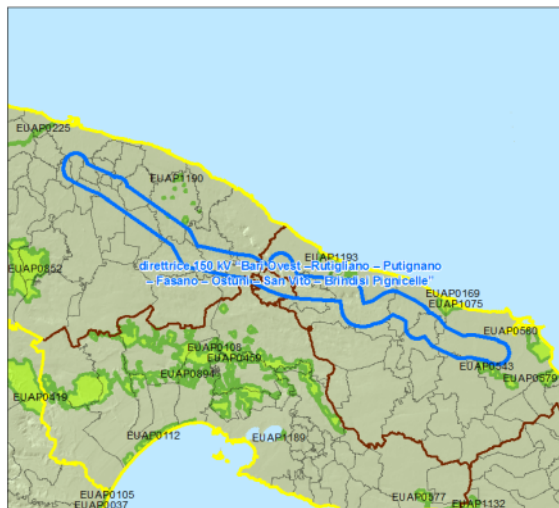 EUAP0225
EUAP1190
direttrice 150 kV "Bari Ovest –Rutigliano – Putignano
– Fasano – Ostuni – San Vito – Brindisi Pignicelle"
EUAP1193
EUAP0852
EUAP0169
EUAP1075
EUAP0580
EUAP0108
EUAP0459
EUAP0894
EUAP0543
EUAP0579
EUAP0419
EUAP0112
EUAP1189
EUAP0105
EUAP0037
EUAP0577
EUAP1132